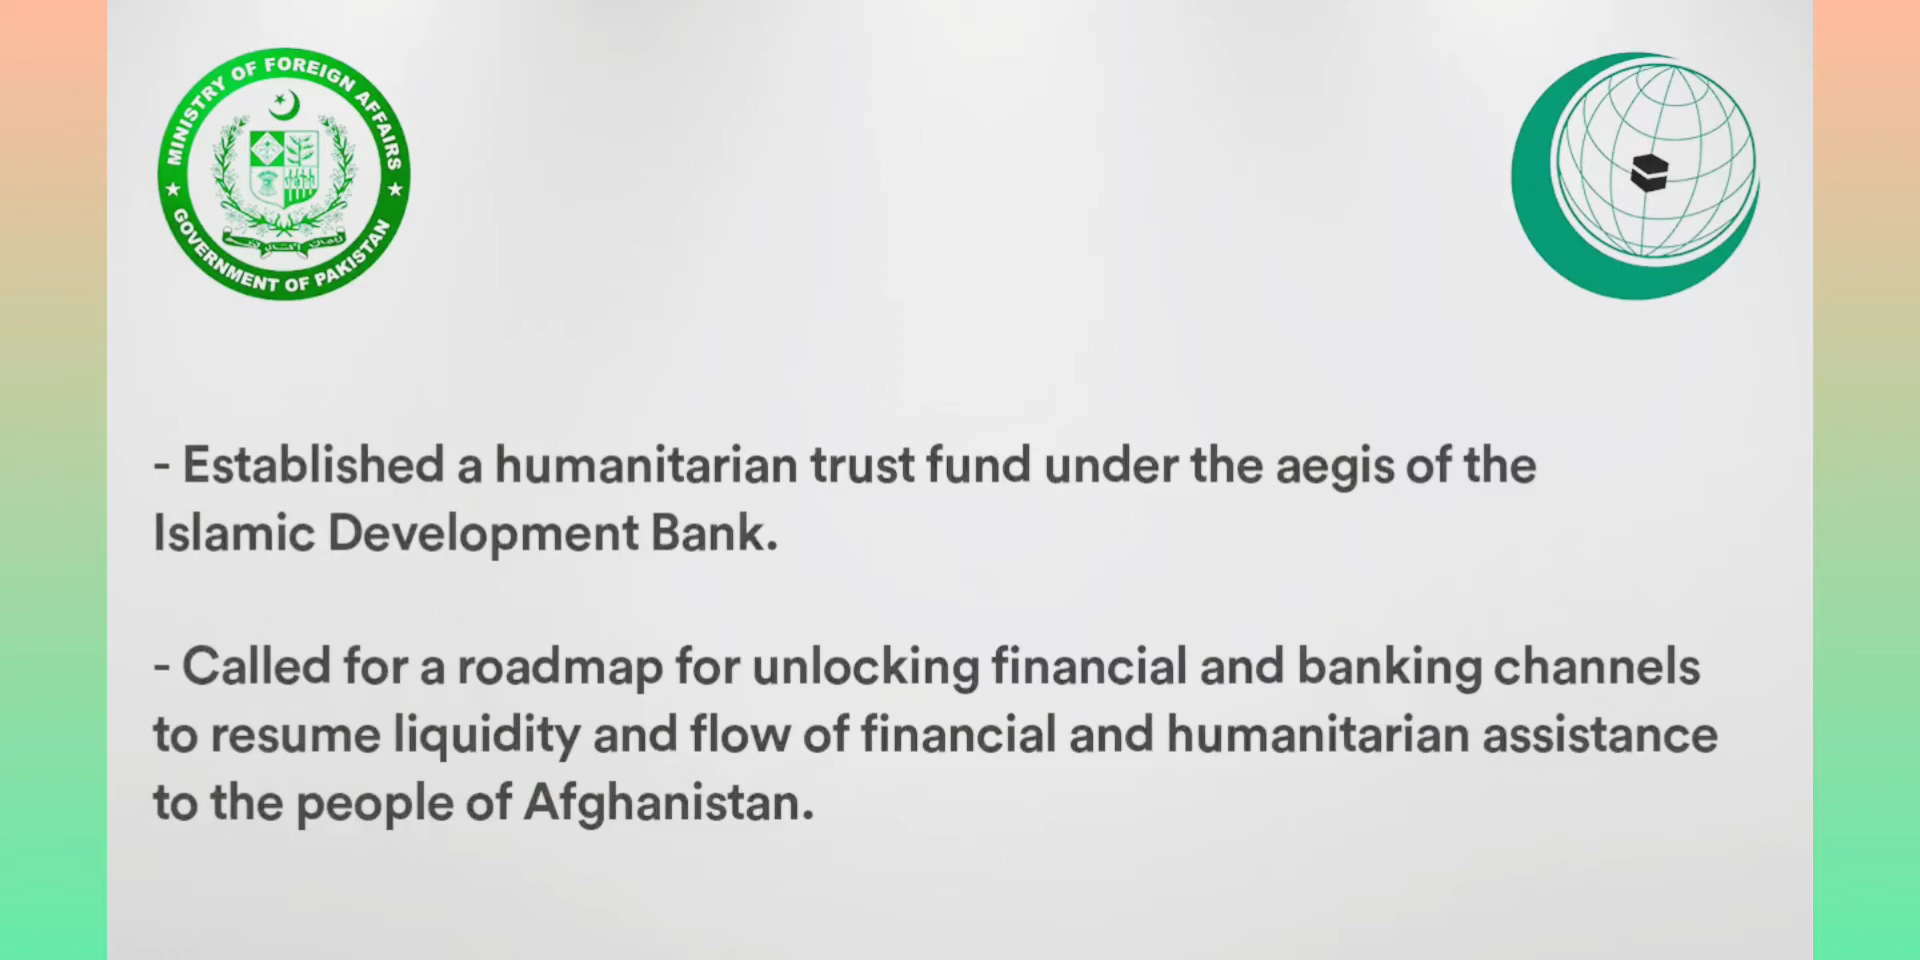 MINISTRY OF FOREIGN AFFAIRS
GOVERNMENT OF PAKISTAN
- Established a humanitarian trust fund under the aegis of the
Islamic Development Bank.
- Called for a roadmap for unlocking financial and banking channels
to resume liquidity and flow of financial and humanitarian assistance
to the people of Afghanistan.